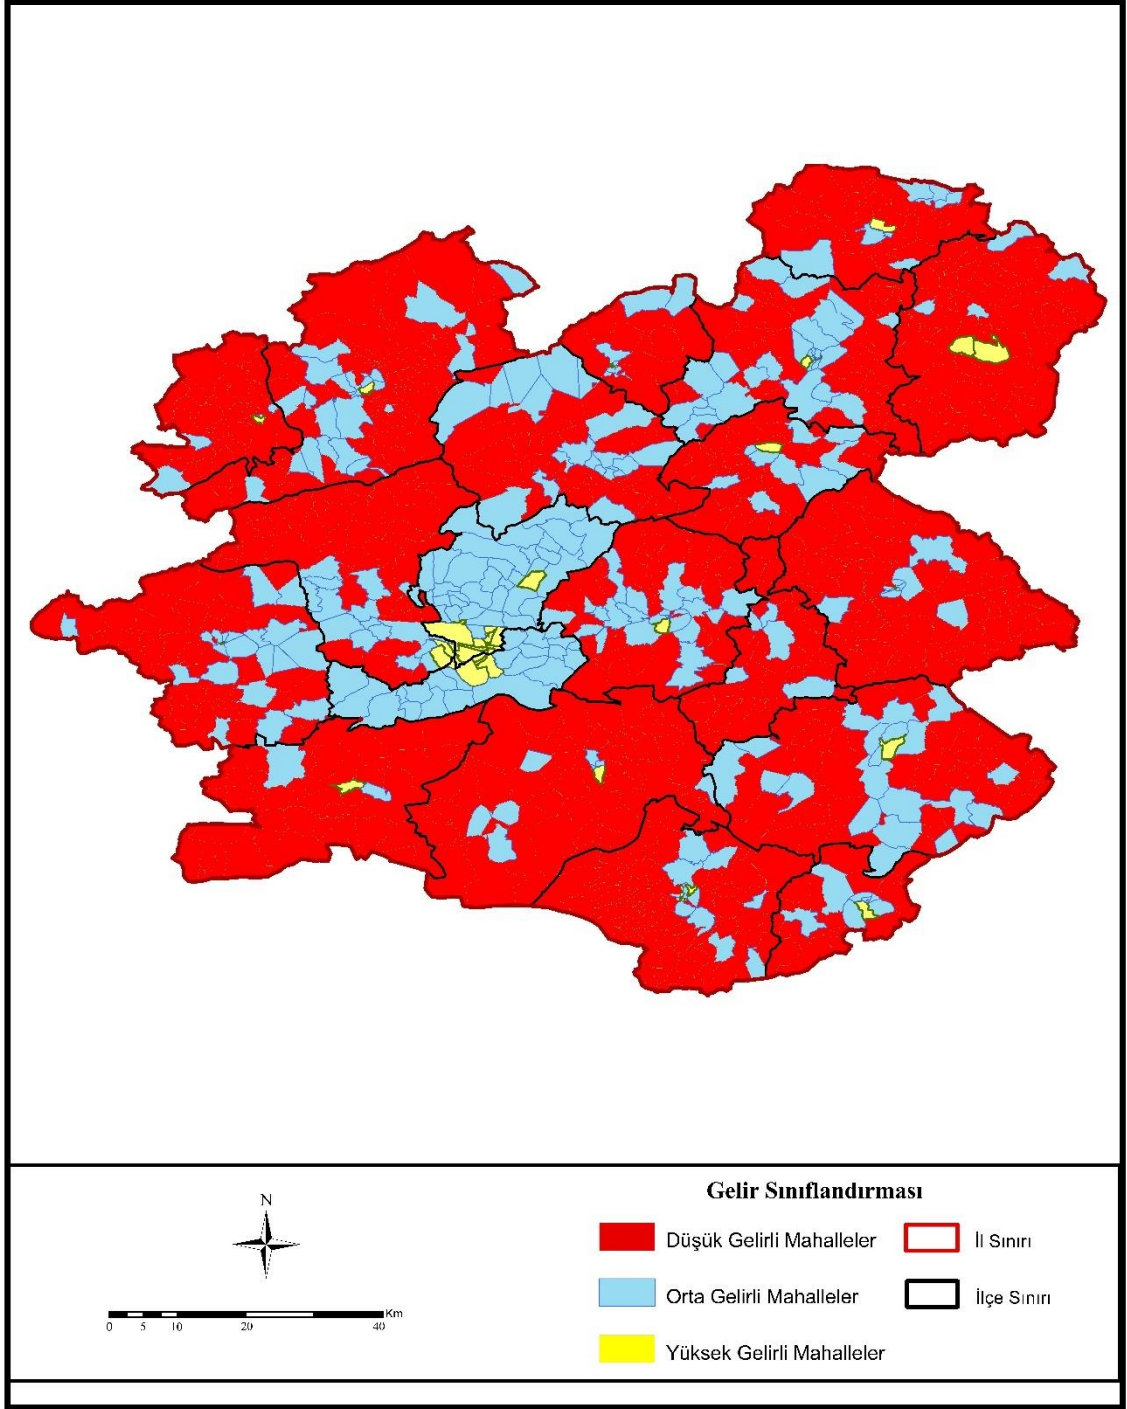 N
Km
0 5 10 20 40
Gelir Sınıflandırması
Düşük Gelirli Mahalleler
İl Sınırı
Orta Gelirli Mahalleler
İlçe Sınırı
Yüksek Gelirli Mahalleler